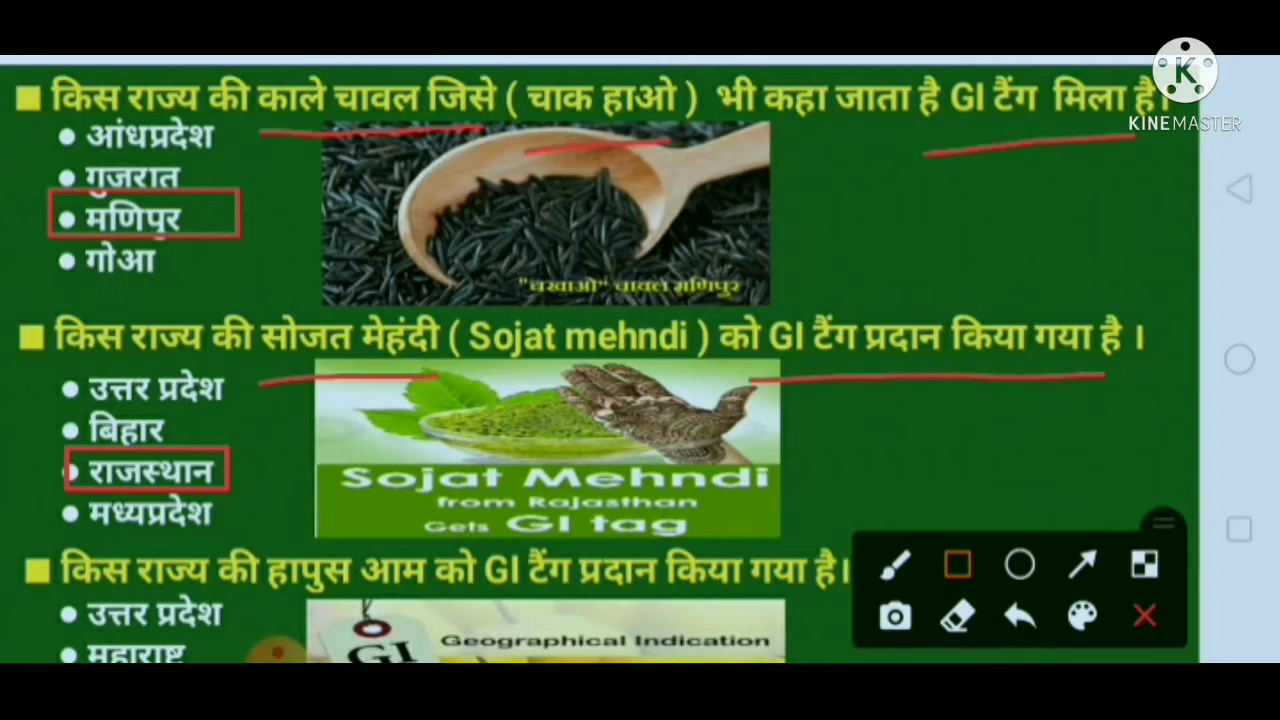 ■ किस राज्य की काले चावल जिसे ( चाक हाओ ) भी कहा जाता है GI टैंग मिला है।
K
KINEMASTER
● आंधप्रदेश
● गुजरात
● मणिपुर
● गोआ
"चखाओ" चावल मणिपुर
■ किस राज्य की सोजत मेहंदी ( Sojat mehndi ) को GI टैंग प्रदान किया गया है ।
● उत्तर प्रदेश
● बिहार
● राजस्थान
● मध्यप्रदेश
Sojat Mehndi
from Rajasthan
Gets GI tag
■ किस राज्य की हापुस आम को GI टैंग प्रदान किया गया है।
● उत्तर प्रदेश
● महाराष्ट्र
GI
Geographical Indication